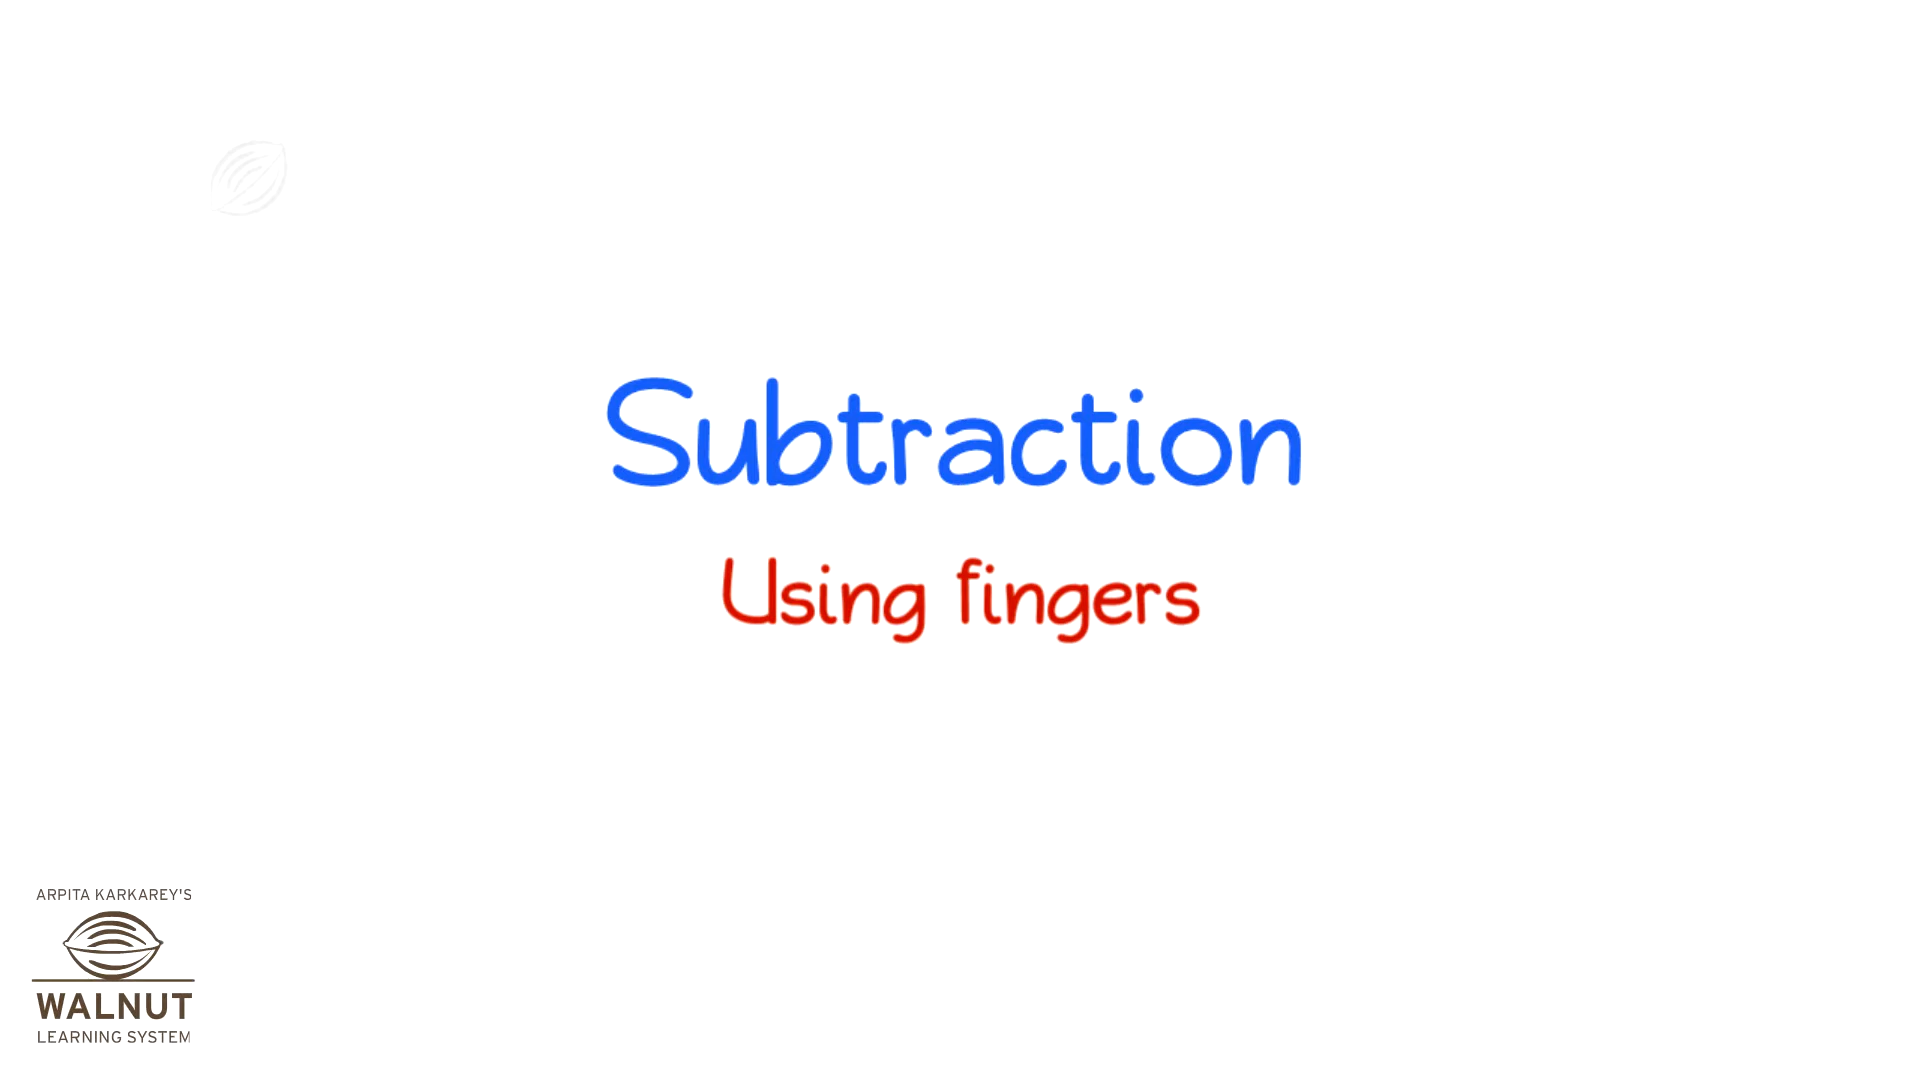 Subtraction
Using fingers
ARPITA KARKAREY'S
WALNUT
LEARNING SYSTEM